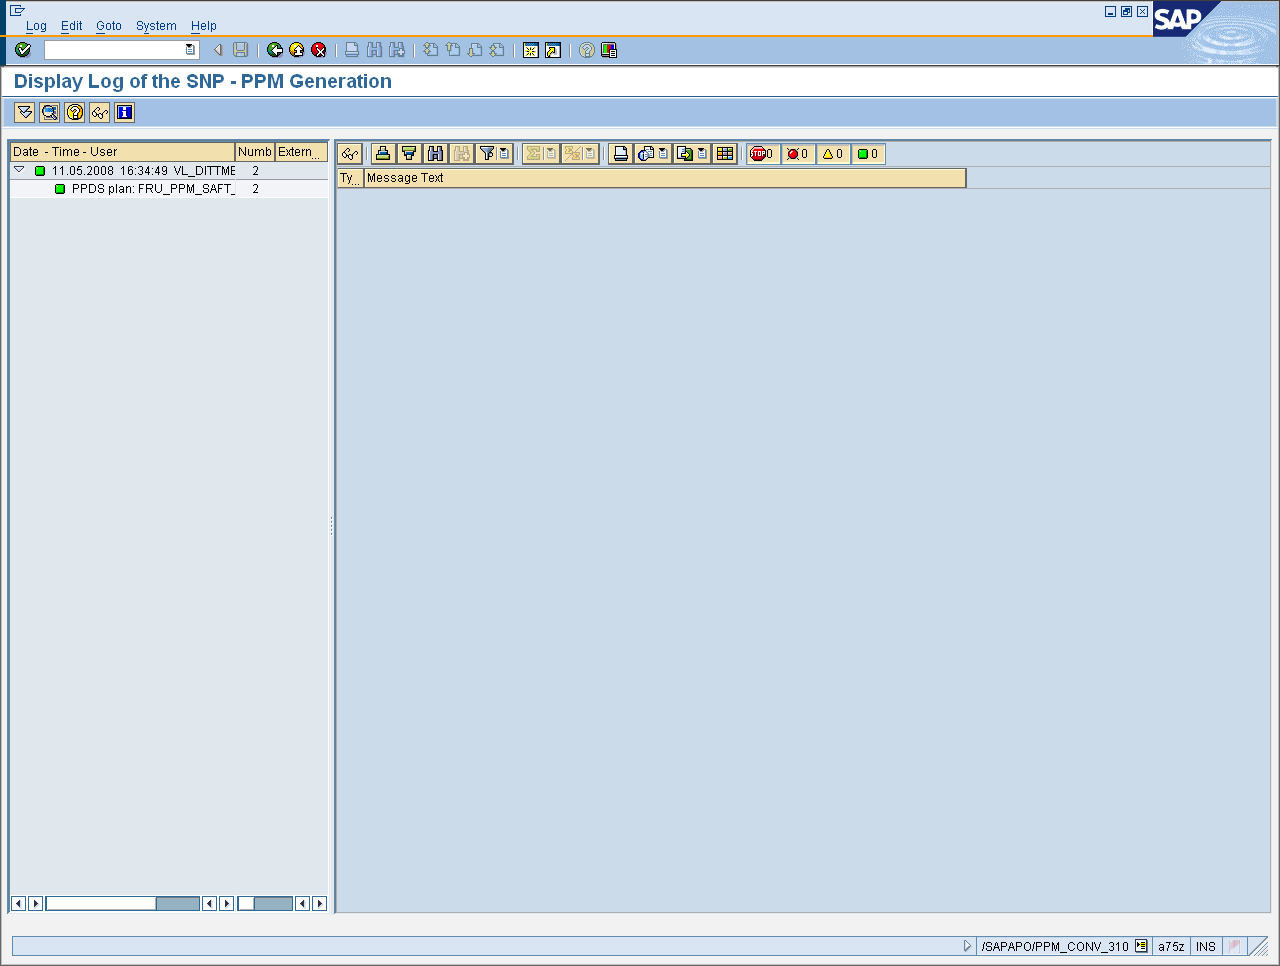 Log Edit Goto System Help
SAP
Display Log of the SNP - PPM Generation
Date - Time - User Numb Extern...
11.05.2008 16:34:49 VL_DITTME 2
PPDS plan: FRU_PPM_SAFT_ 2
STOP 0 0 0 0
Ty... Message Text
/SAPAPO/PPM_CONV_310 a75z INS